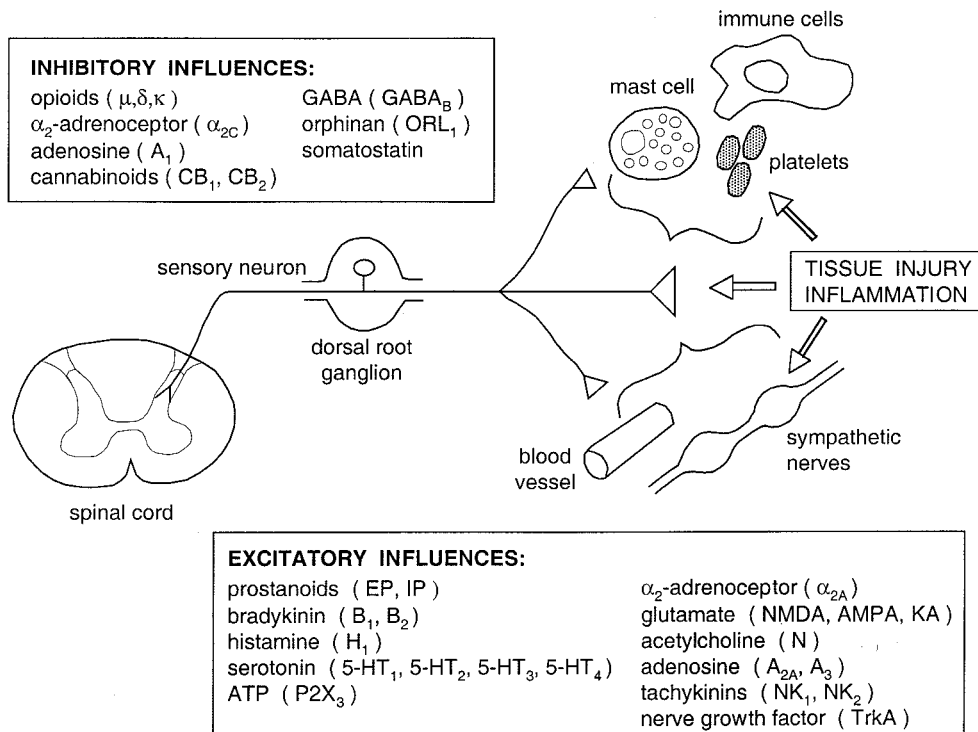 immune cells
mast cell
platelets
INHIBITORY INFLUENCES:
opioids ( μ,δ,κ )
α₂-adrenoceptor ( α₂C )
adenosine ( A₁ )
cannabinoids ( CB₁, CB₂ )
GABA ( GABA_B )
orphinan ( ORL₁ )
somatostatin
sensory neuron
dorsal root
ganglion
TISSUE INJURY
INFLAMMATION
spinal cord
blood
vessel
sympathetic
nerves
EXCITATORY INFLUENCES:
prostanoids ( EP, IP )
bradykinin ( B₁, B₂ )
histamine ( H₁ )
serotonin ( 5-HT₁, 5-HT₂, 5-HT₃, 5-HT₄ )
ATP ( P2X₃ )
α₂-adrenoceptor ( α₂A )
glutamate ( NMDA, AMPA, KA )
acetylcholine ( N )
adenosine ( A₂A, A₃ )
tachykinins ( NK₁, NK₂ )
nerve growth factor ( TrkA )